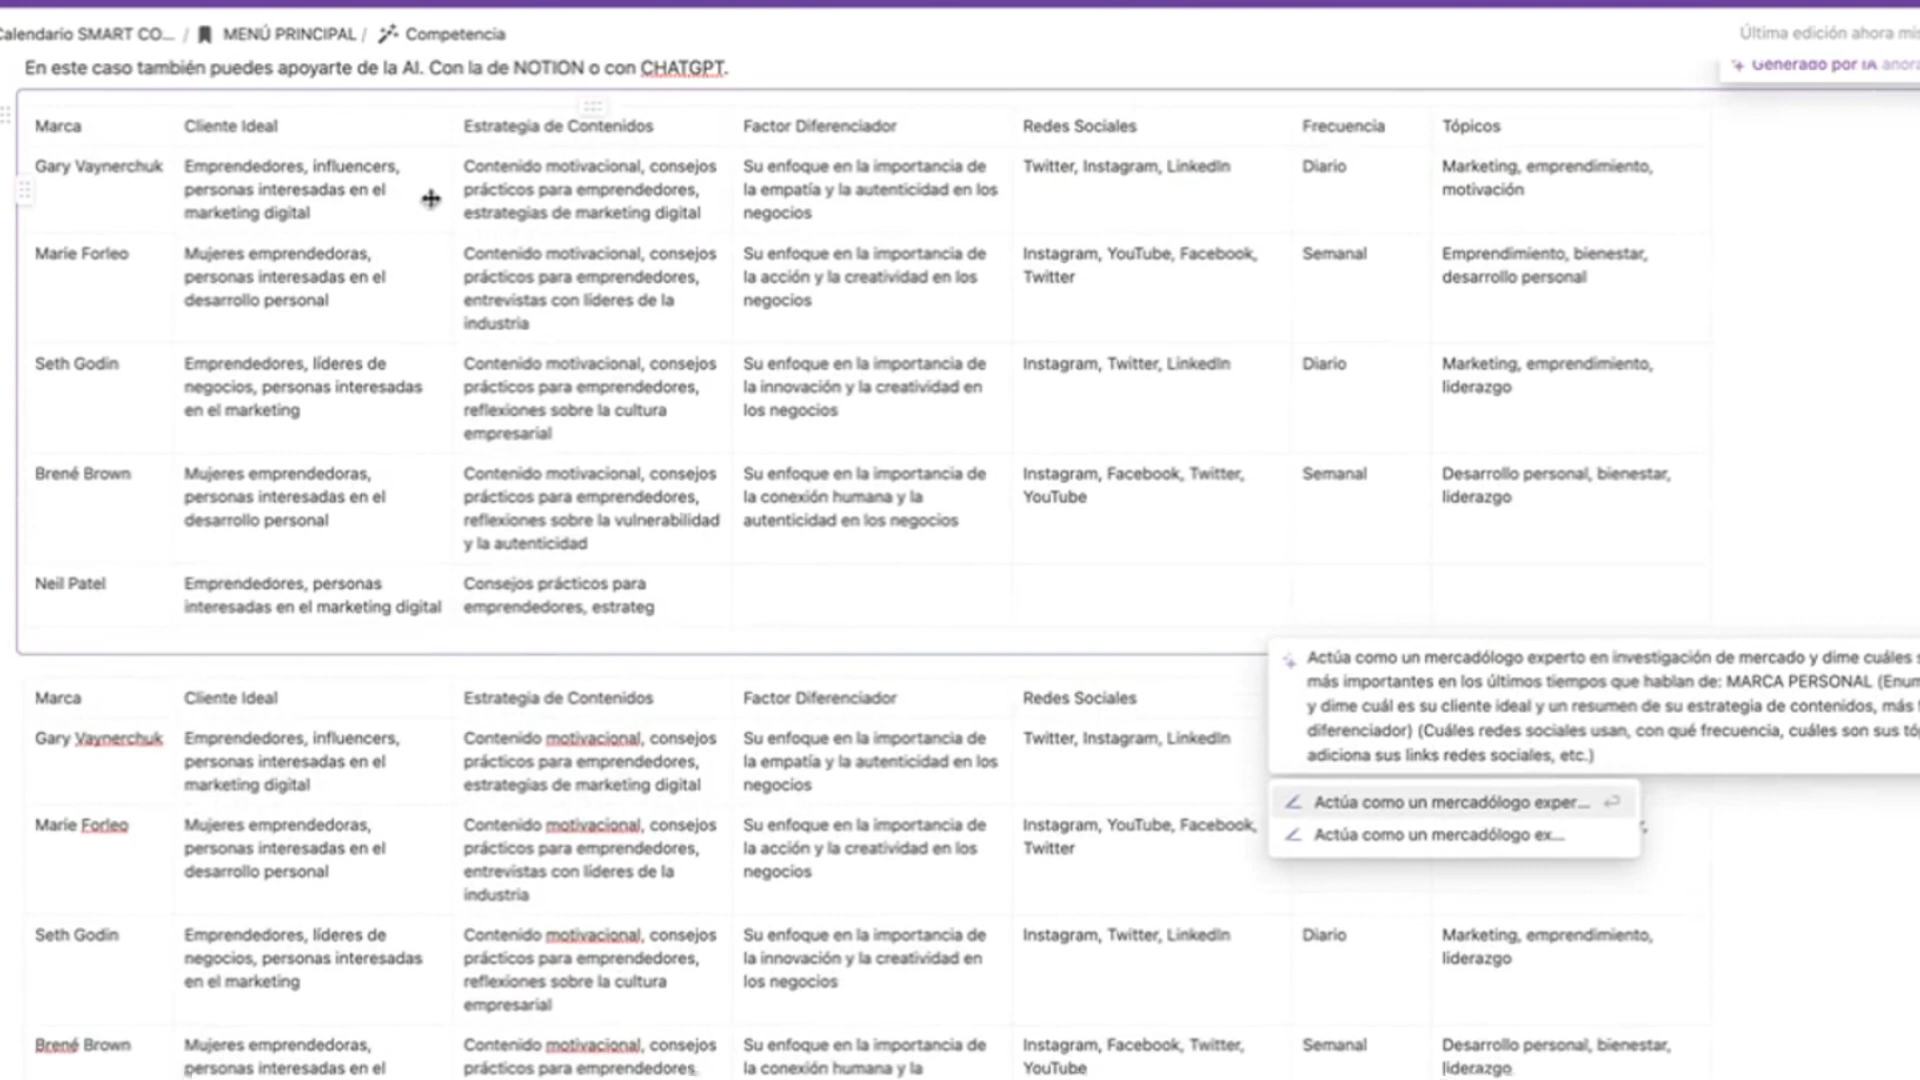 Calendario SMART CO... / MENÚ PRINCIPAL / Competencia
Última edición ahora mis
En este caso también puedes apoyarte de la AI. Con la de NOTION o con CHATGPT.
Generado por IA ahora
Marca
Cliente Ideal
Estrategia de Contenidos
Factor Diferenciador
Redes Sociales
Frecuencia
Tópicos
Gary Vaynerchuk
Emprendedores, influencers,
personas interesadas en el
marketing digital
Contenido motivacional, consejos
prácticos para emprendedores,
estrategias de marketing digital
Su enfoque en la importancia de
la empatía y la autenticidad en los
negocios
Twitter, Instagram, LinkedIn
Diario
Marketing, emprendimiento,
motivación
Marie Forleo
Mujeres emprendedoras,
personas interesadas en el
desarrollo personal
Contenido motivacional, consejos
prácticos para emprendedores,
entrevistas con líderes de la
industria
Su enfoque en la importancia de
la acción y la creatividad en los
negocios
Instagram, YouTube, Facebook,
Twitter
Semanal
Emprendimiento, bienestar,
desarrollo personal
Seth Godin
Emprendedores, líderes de
negocios, personas interesadas
en el marketing
Contenido motivacional, consejos
prácticos para emprendedores,
reflexiones sobre la cultura
empresarial
Su enfoque en la importancia de
la innovación y la creatividad en
los negocios
Instagram, Twitter, LinkedIn
Diario
Marketing, emprendimiento,
liderazgo
Brené Brown
Mujeres emprendedoras,
personas interesadas en el
desarrollo personal
Contenido motivacional, consejos
prácticos para emprendedores,
reflexiones sobre la vulnerabilidad
y la autenticidad
Su enfoque en la importancia de
la conexión humana y la
autenticidad en los negocios
Instagram, Facebook, Twitter,
YouTube
Semanal
Desarrollo personal, bienestar,
liderazgo
Neil Patel
Emprendedores, personas
interesadas en el marketing digital
Consejos prácticos para
emprendedores, estrateg
Actúa como un mercadólogo experto en investigación de mercado y dime cuáles s
más importantes en los últimos tiempos que hablan de: MARCA PERSONAL (Enum
y dime cuál es su cliente ideal y un resumen de su estrategia de contenidos, más
diferenciador) (Cuáles redes sociales usan, con qué frecuencia, cuáles son sus tó
adiciona sus links redes sociales, etc.)
Actúa como un mercadólogo exper...
Actúa como un mercadólogo ex...
Marca
Cliente Ideal
Estrategia de Contenidos
Factor Diferenciador
Redes Sociales
Gary Vaynerchuk
Emprendedores, influencers,
personas interesadas en el
marketing digital
Contenido motivacional, consejos
prácticos para emprendedores,
estrategias de marketing digital
Su enfoque en la importancia de
la empatía y la autenticidad en los
negocios
Twitter, Instagram, LinkedIn
Marie Forleo
Mujeres emprendedoras,
personas interesadas en el
desarrollo personal
Contenido motivacional, consejos
prácticos para emprendedores,
entrevistas con líderes de la
industria
Su enfoque en la importancia de
la acción y la creatividad en los
negocios
Instagram, YouTube, Facebook,
Twitter
Seth Godin
Emprendedores, líderes de
negocios, personas interesadas
en el marketing
Contenido motivacional, consejos
prácticos para emprendedores,
reflexiones sobre la cultura
empresarial
Su enfoque en la importancia de
la innovación y la creatividad en
los negocios
Instagram, Twitter, LinkedIn
Diario
Marketing, emprendimiento,
liderazgo
Brené Brown
Mujeres emprendedoras,
personas interesadas en el
Contenido motivacional, consejos
prácticos para emprendedores,
Su enfoque en la importancia de
la conexión humana y la
Instagram, Facebook, Twitter,
YouTube
Semanal
Desarrollo personal, bienestar,
liderazgo